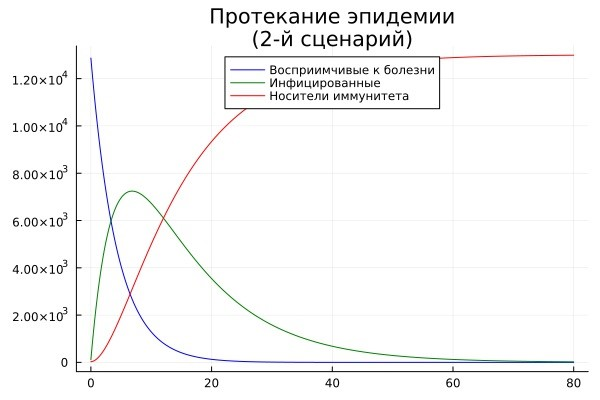 Протекание эпидемии
(2-й сценарий)
Восприимчивые к болезни
Инфицированные
Носители иммунитета
1.20×10⁴
1.00×10⁴
8.00×10³
6.00×10³
4.00×10³
2.00×10³
0
0 20 40 60 80